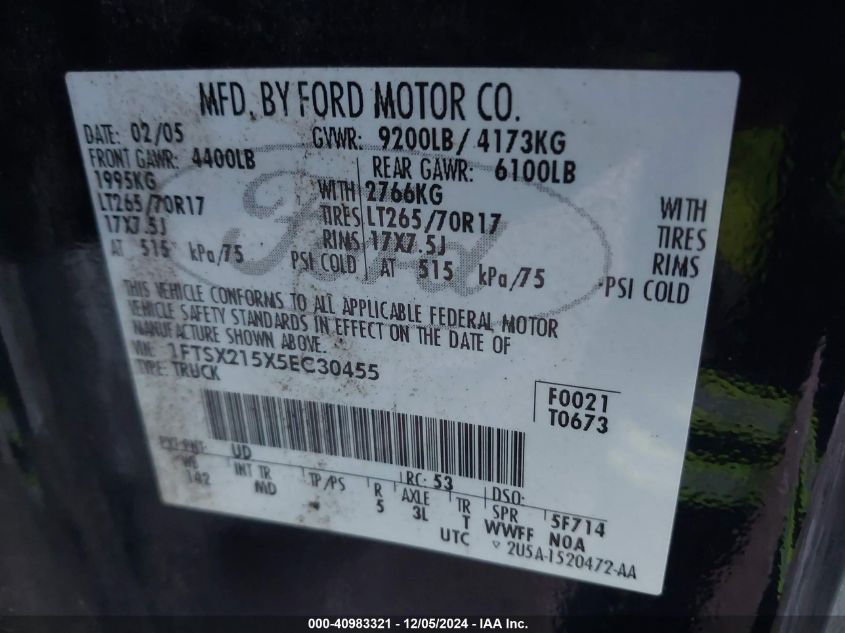 MFD. BY FORD MOTOR CO.
DATE: 02/05 GVWR: 9200LB/ 4173KG
FRONT GAWR: 4400LB REAR GAWR: 6100LB
1995KG WITH 2766KG WITH
LT265/70R17 TIRES LT265/70R17 TIRES
17X7.5J RIMS 17X7.5J RIMS
AT 515 kPa/75 PSI COLD AT 515 kPa/75 PSI COLD
Ford
THIS VEHICLE CONFORMS TO ALL APPLICABLE FEDERAL MOTOR
VEHICLE SAFETY STANDARDS IN EFFECT ON THE DATE OF
MANUFACTURE SHOWN ABOVE.
VIN: 1FTSX215X5EC30455
TYPE: TRUCK
F0021
T0673
EXT PNT: UD RC: 53 DSO:
WB INT TR TP/PS R AXLE TR SPR 5F714
142 MD 5 3L T WWFF NOA
UTC ▽ 2U5A-1520472-AA
000-40983321 - 12/05/2024 - IAA Inc.